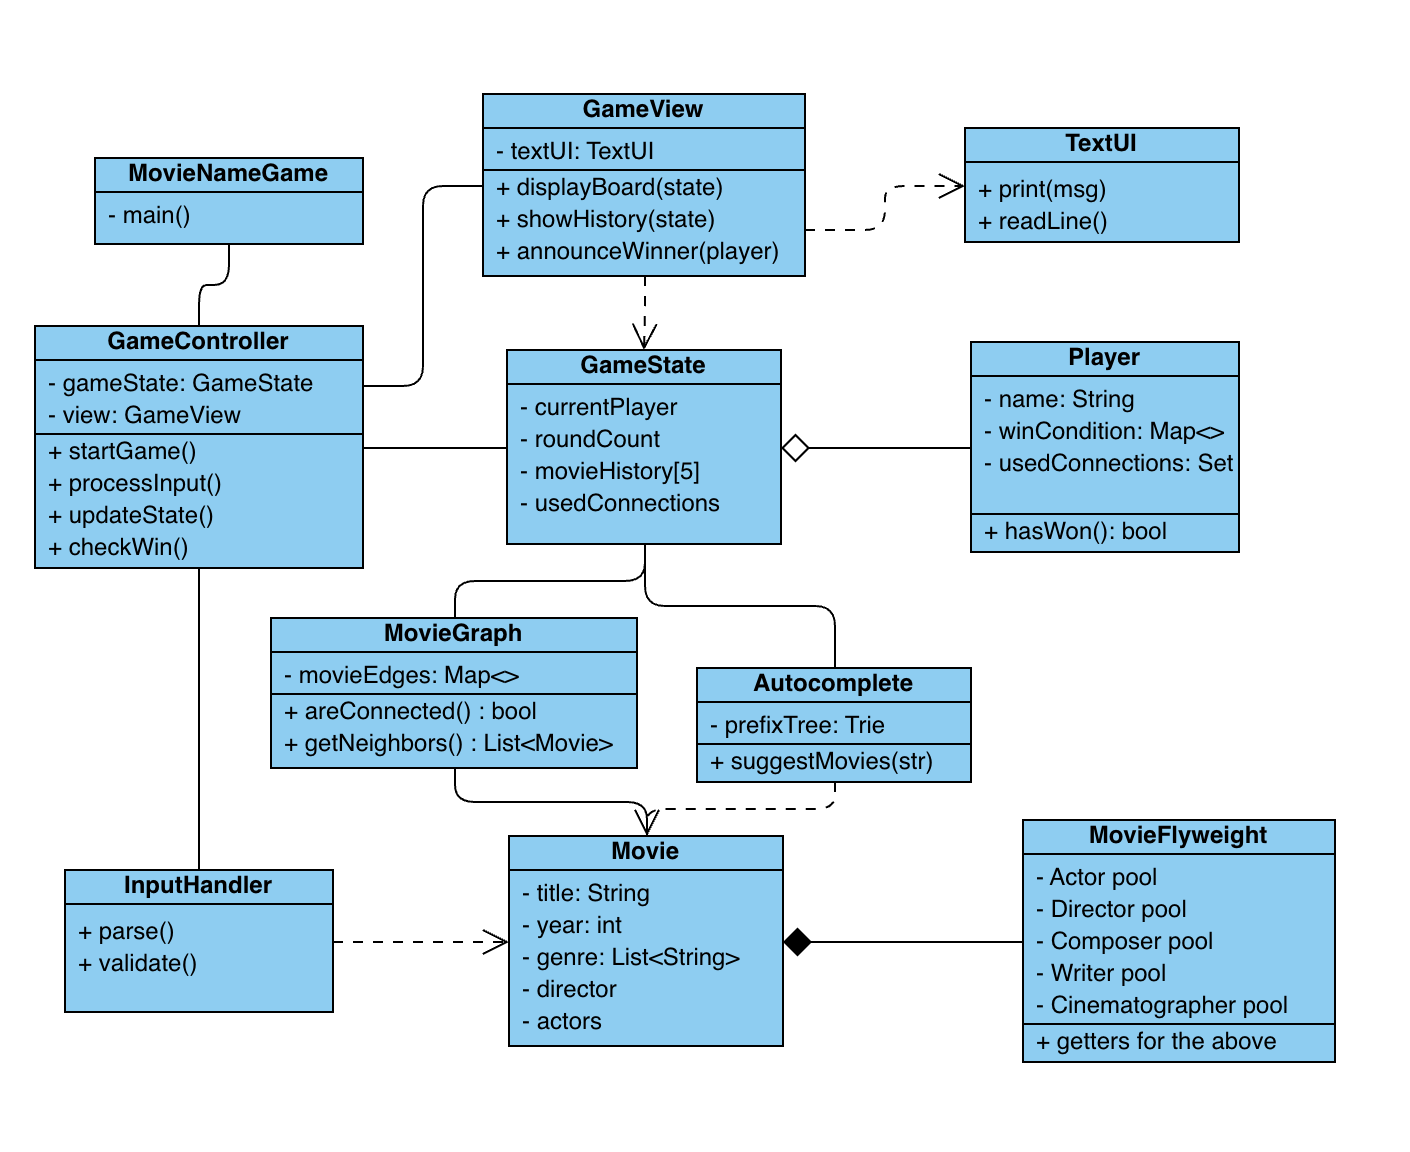 GameView
- textUI: TextUI
+ displayBoard(state)
+ showHistory(state)
+ announceWinner(player)
TextUI
+ print(msg)
+ readLine()
MovieNameGame
- main()
GameController
- gameState: GameState
- view: GameView
+ startGame()
+ processInput()
+ updateState()
+ checkWin()
GameState
- currentPlayer
- roundCount
- movieHistory[5]
- usedConnections
Player
- name: String
- winCondition: Map<>
- usedConnections: Set
+ hasWon(): bool
MovieGraph
- movieEdges: Map<>
+ areConnected() : bool
+ getNeighbors() : List<Movie>
Autocomplete
- prefixTree: Trie
+ suggestMovies(str)
InputHandler
+ parse()
+ validate()
Movie
- title: String
- year: int
- genre: List<String>
- director
- actors
MovieFlyweight
- Actor pool
- Director pool
- Composer pool
- Writer pool
- Cinematographer pool
+ getters for the above